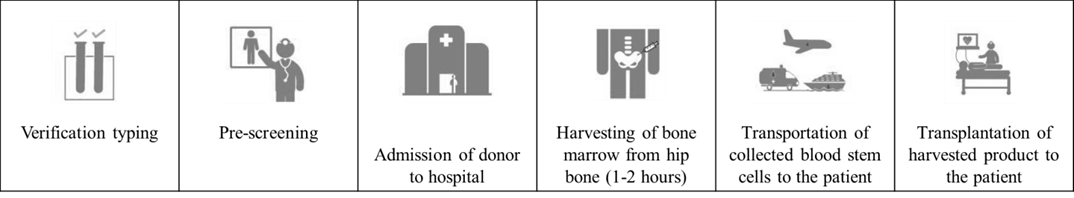 Verification typing
Pre-screening
Admission of donor
to hospital
Harvesting of bone
marrow from hip
bone (1-2 hours)
Transportation of
collected blood stem
cells to the patient
Transplantation of
harvested product to
the patient